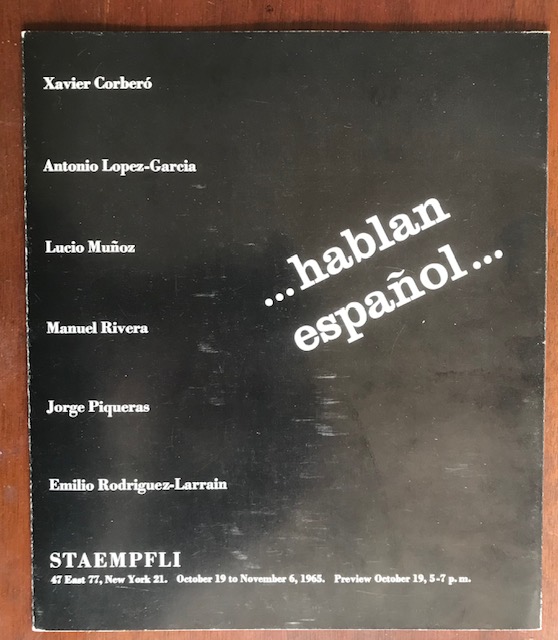 Xavier Corberó
Antonio Lopez-Garcia
Lucio Muñoz
Manuel Rivera
Jorge Piqueras
Emilio Rodriguez-Larrain
...hablan
español...
STAEMPFLI
47 East 77, New York 21. October 19 to November 6, 1965. Preview October 19, 5-7 p.m.